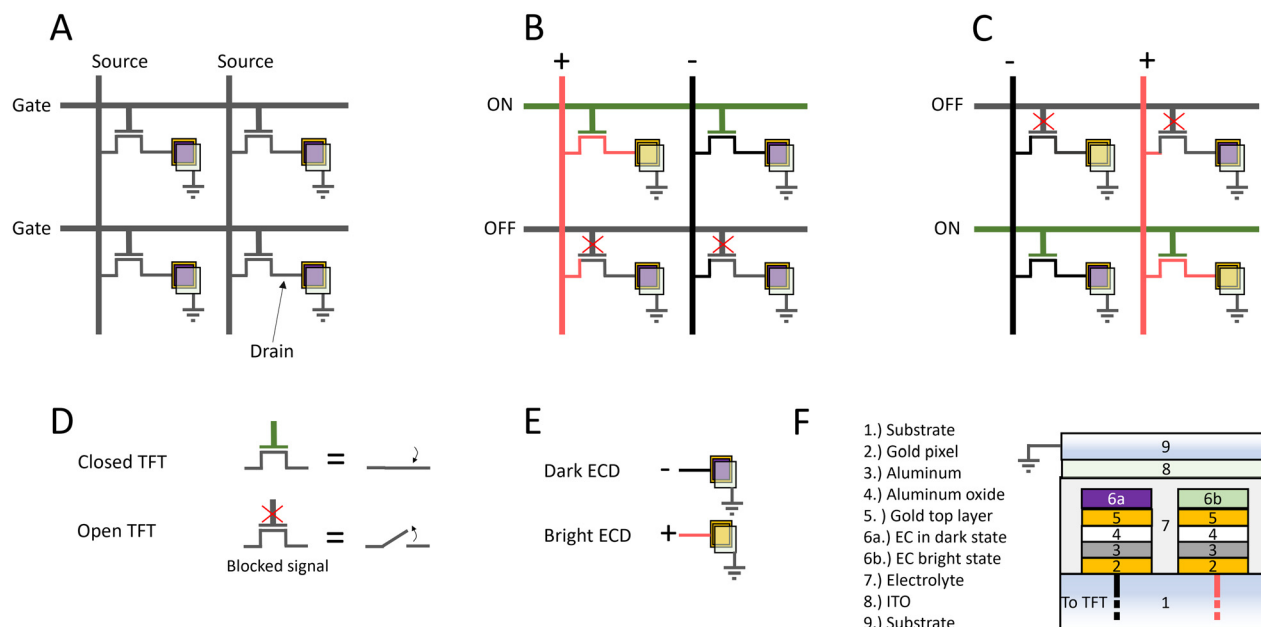 A
Source
Source
Gate
Gate
Drain
B
+
-
ON
OFF
C
-
+
OFF
ON
D
Closed TFT
=
Open TFT
=
Blocked signal
E
Dark ECD
-
Bright ECD
+
F
1.) Substrate
2.) Gold pixel
3.) Aluminum
4.) Aluminum oxide
5. ) Gold top layer
6a.) EC in dark state
6b.) EC bright state
7.) Electrolyte
8.) ITO
9.) Substrate
9
8
6a
6b
5
5
7
4
4
3
3
2
2
To TFT
1